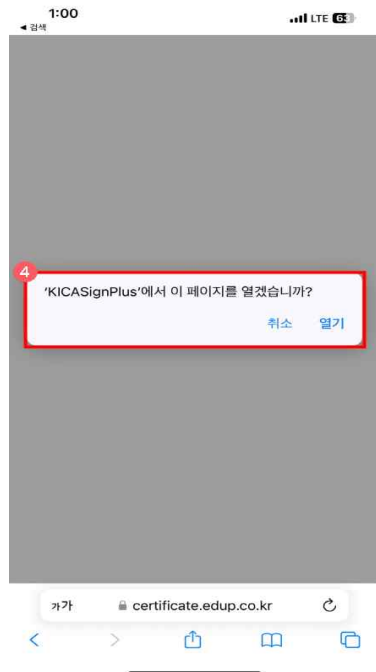 1:00
LTE 63
◀ 검색
4
‘KICASignPlus’에서 이 페이지를 열겠습니까?
취소 열기
가가 certificate.edup.co.kr